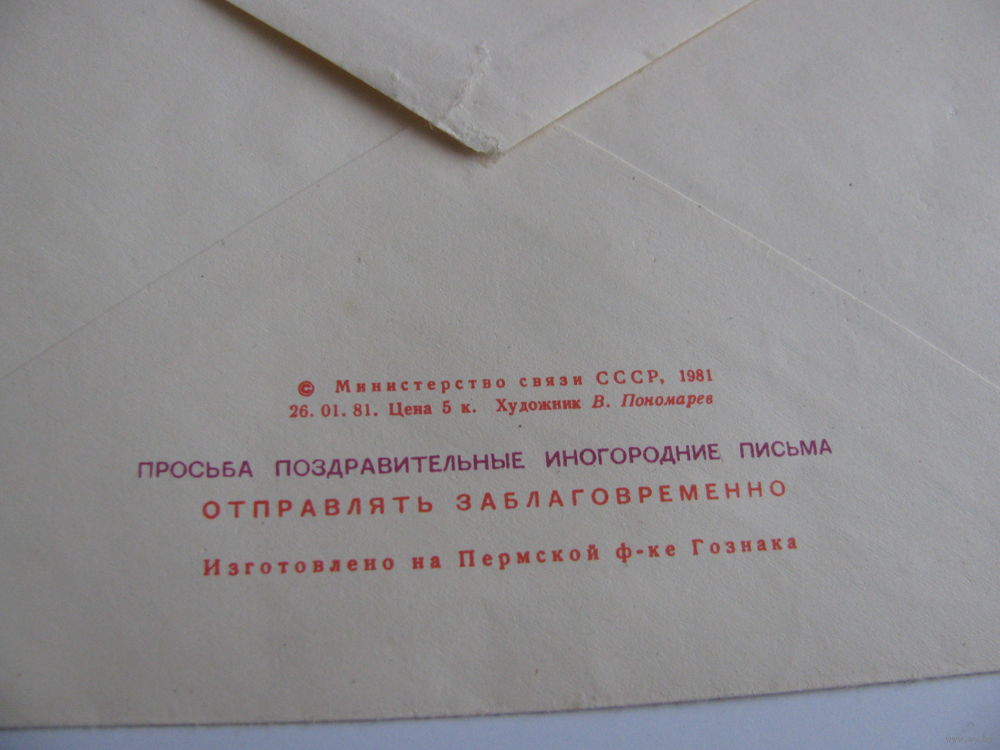 © Министерство связи СССР, 1981
26. 01. 81. Цена 5 к. Художник В. Пономарев
ПРОСЬБА ПОЗДРАВИТЕЛЬНЫЕ ИНОГОРОДНИЕ ПИСЬМА
ОТПРАВЛЯТЬ ЗАБЛАГОВРЕМЕННО
Изготовлено на Пермской ф-ке Гознака